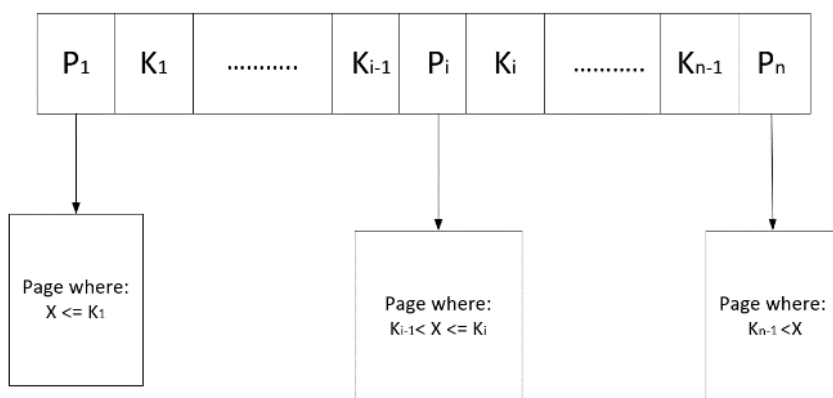 P₁ K₁ ........... Kᵢ₋₁ Pᵢ Kᵢ ........... Kₙ₋₁ Pₙ
Page where:
X <= K₁
Page where:
Kᵢ₋₁< X <= Kᵢ
Page where:
Kₙ₋₁ <X